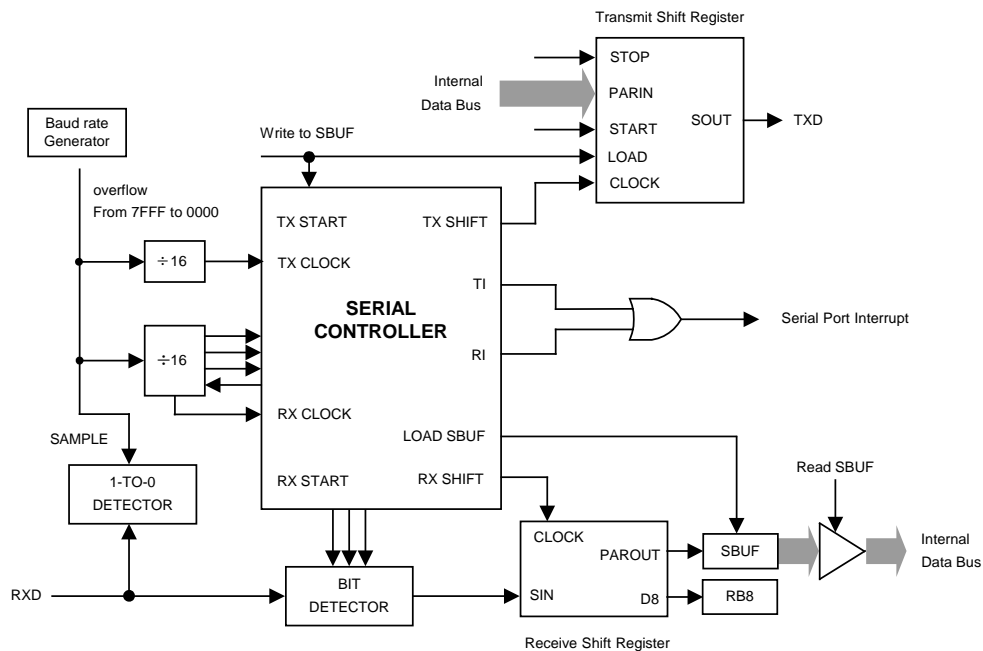 Transmit Shift Register
STOP
Internal
Data Bus
PARIN
START
SOUT
TXD
LOAD
CLOCK
Baud rate
Generator
Write to SBUF
overflow
From 7FFF to 0000
TX START
TX SHIFT
÷16
TX CLOCK
TI
SERIAL
CONTROLLER
Serial Port Interrupt
÷16
RI
RX CLOCK
LOAD SBUF
SAMPLE
RX START
RX SHIFT
Read SBUF
1-TO-0
DETECTOR
CLOCK
PAROUT
SBUF
Internal
Data Bus
RXD
BIT
DETECTOR
SIN
D8
RB8
Receive Shift Register